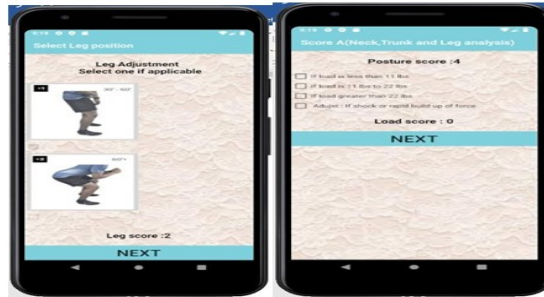 Select Leg position
Leg Adjustment
Select one if applicable
+1
30° - 60°
+2
60°+
Leg score :2
NEXT
Score A(Neck,Trunk and Leg analysis)
Posture score :4
If load is less than 11 lbs
If load is 11 lbs to 22 lbs
If load greater than 22 lbs
Adjust : If shock or rapid build up of force
Load score : 0
NEXT